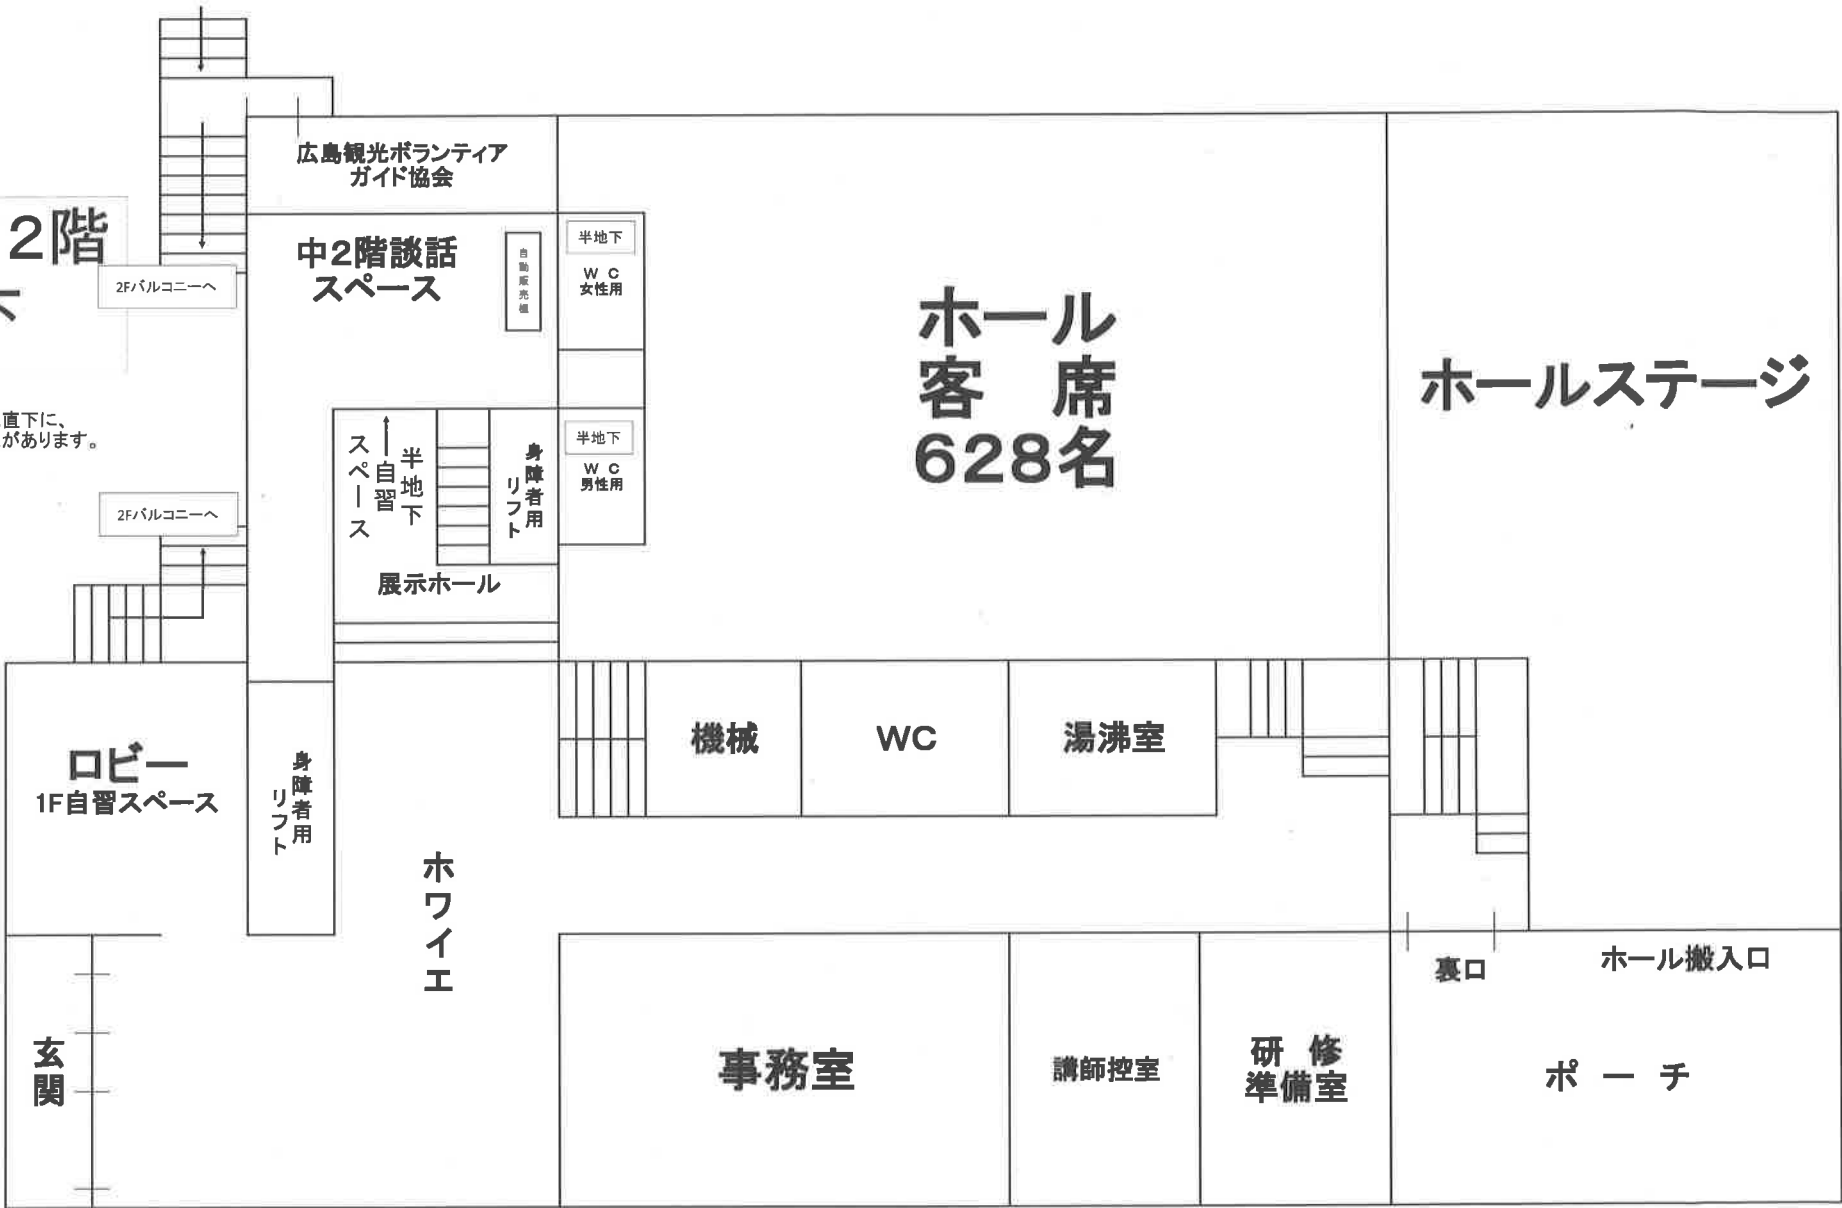 広島観光ボランティア
ガイド協会
2階
2Fバルコニーへ
中2階談話
スペース
自動販売機
半地下
WC
女性用
直下に、
があります。
2Fバルコニーへ
半地下
自習
スペース
身障者用
リフト
半地下
WC
男性用
展示ホール
ホール
客 席
628名
ホールステージ
ロビー
1F自習スペース
身障者用
リフト
機械
WC
湯沸室
ホワイエ
玄関
事務室
講師控室
研 修
準備室
裏口
ホール搬入口
ポ ー チ